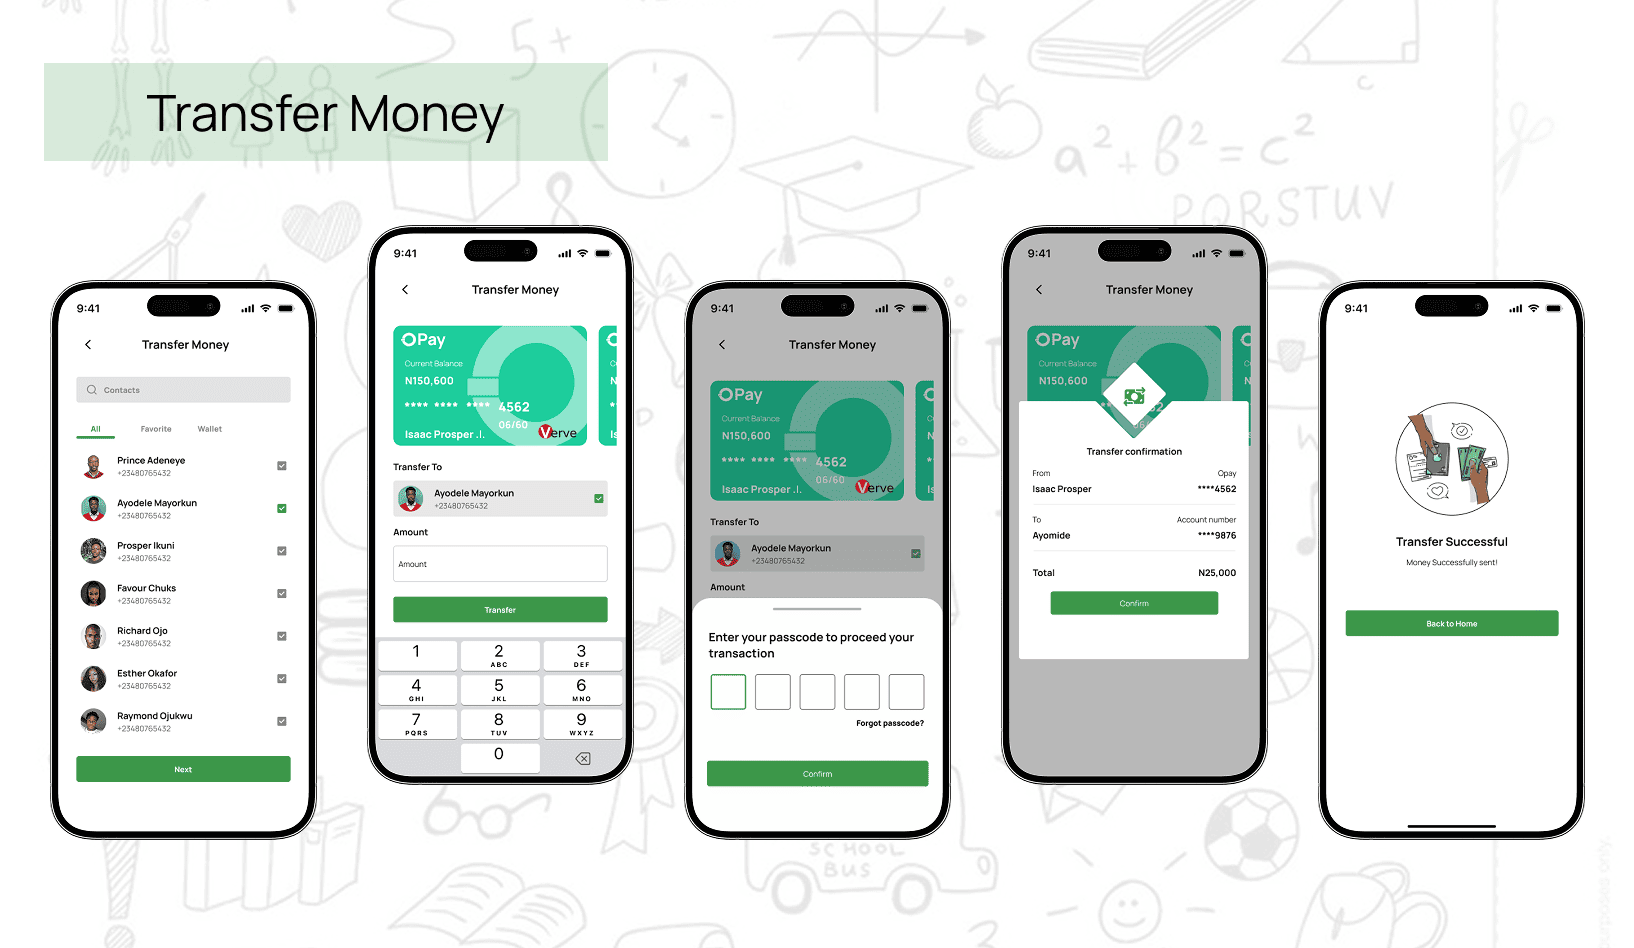 Transfer Money
5+
8
a² + b² = c²
PQRSTUV
c
SCHOOL
BUS
9:41
Transfer Money
Contacts
All Favorite Wallet
Prince Adeneye
+23480765432
Ayodele Mayorkun
+23480765432
Prosper Ikuni
+23480765432
Favour Chuks
+23480765432
Richard Ojo
+23480765432
Esther Okafor
+23480765432
Raymond Ojukwu
+23480765432
Next
9:41
Transfer Money
OPay
Current Balance
N150,600
**** **** **** 4562
06/60
Isaac Prosper .I.
Verve
Transfer To
Ayodele Mayorkun
+23480765432
Amount
Amount
Transfer
1 2 3
ABC DEF
4 5 6
GHI JKL MNO
7 8 9
PQRS TUV WXYZ
0
9:41
Transfer Money
OPay
Current Balance
N150,600
**** **** **** 4562
06/60
Isaac Prosper .I.
Verve
Transfer To
Ayodele Mayorkun
+23480765432
Amount
Enter your passcode to proceed your
transaction
Forgot passcode?
Confirm
9:41
Transfer Money
OPay
Current Balance
N150,600
Transfer confirmation
From Opay
Isaac Prosper ****4562
To Account number
Ayomide ****9876
Total N25,000
Confirm
9:41
Transfer Successful
Money Successfully sent!
Back to Home